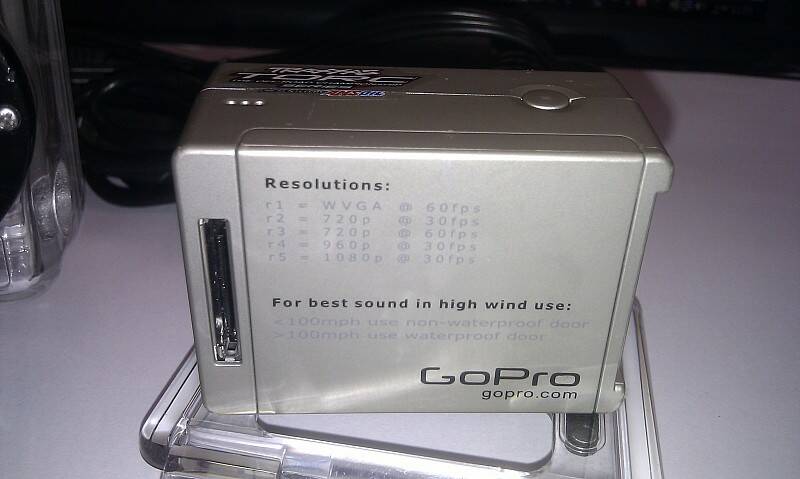 Resolutions:
r1 = WVGA @ 60fps
r2 = 720p @ 30fps
r3 = 720p @ 60fps
r4 = 960p @ 30fps
r5 = 1080p @ 30fps
For best sound in high wind use:
<100mph use non-waterproof door
>100mph use waterproof door
GoPro
gopro.com